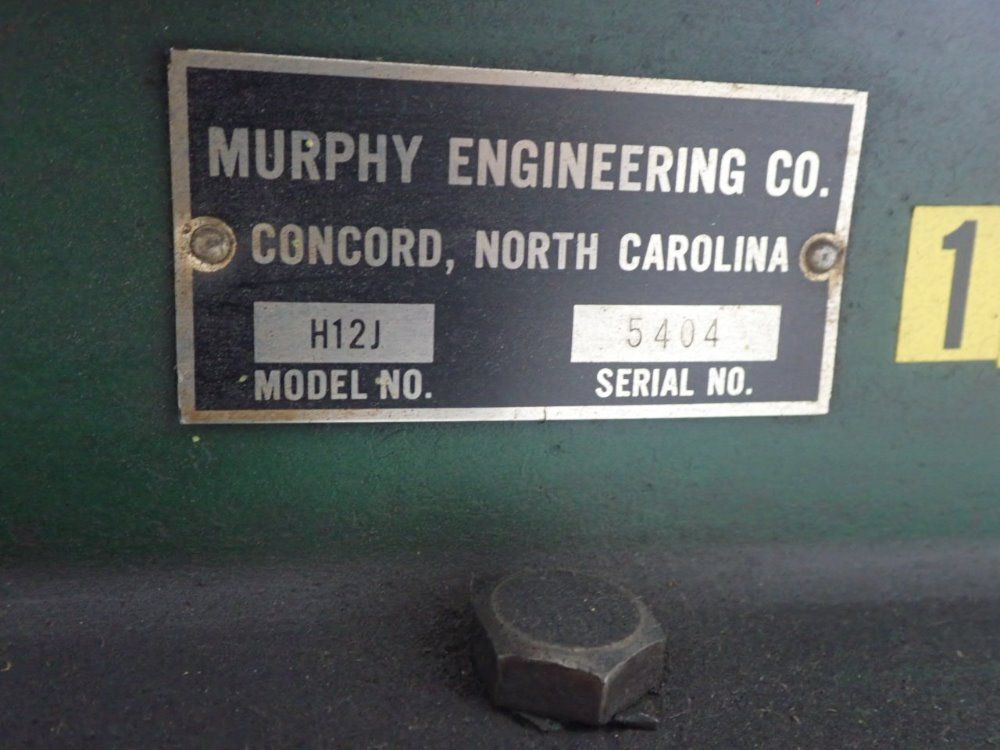 MURPHY ENGINEERING CO.
CONCORD, NORTH CAROLINA
H12J 5404
MODEL NO. SERIAL NO.
1